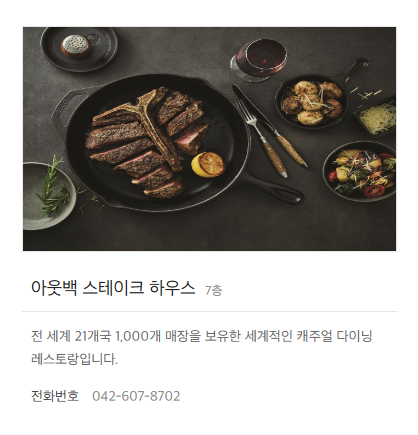 아웃백 스테이크 하우스 7층
전 세계 21개국 1,000개 매장을 보유한 세계적인 캐주얼 다이닝
레스토랑입니다.
전화번호 042-607-8702